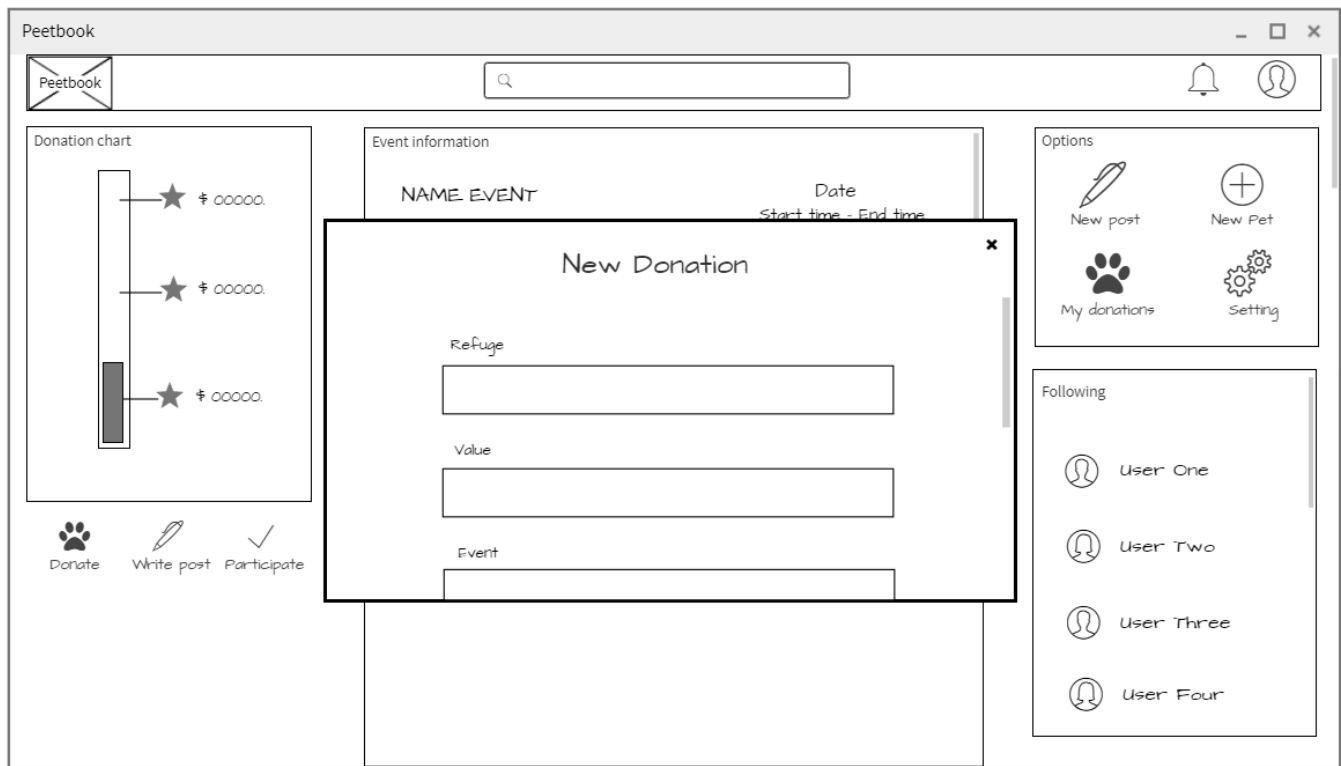 Peetbook
Peetbook
Donation chart
$ 00000.
$ 00000.
$ 00000.
Donate
Write post
Participate
Event information
NAME EVENT
Date
Start time - End time
New Donation
Refuge
Value
Event
Options
New post
New Pet
My donations
Setting
Following
User One
User Two
User Three
User Four